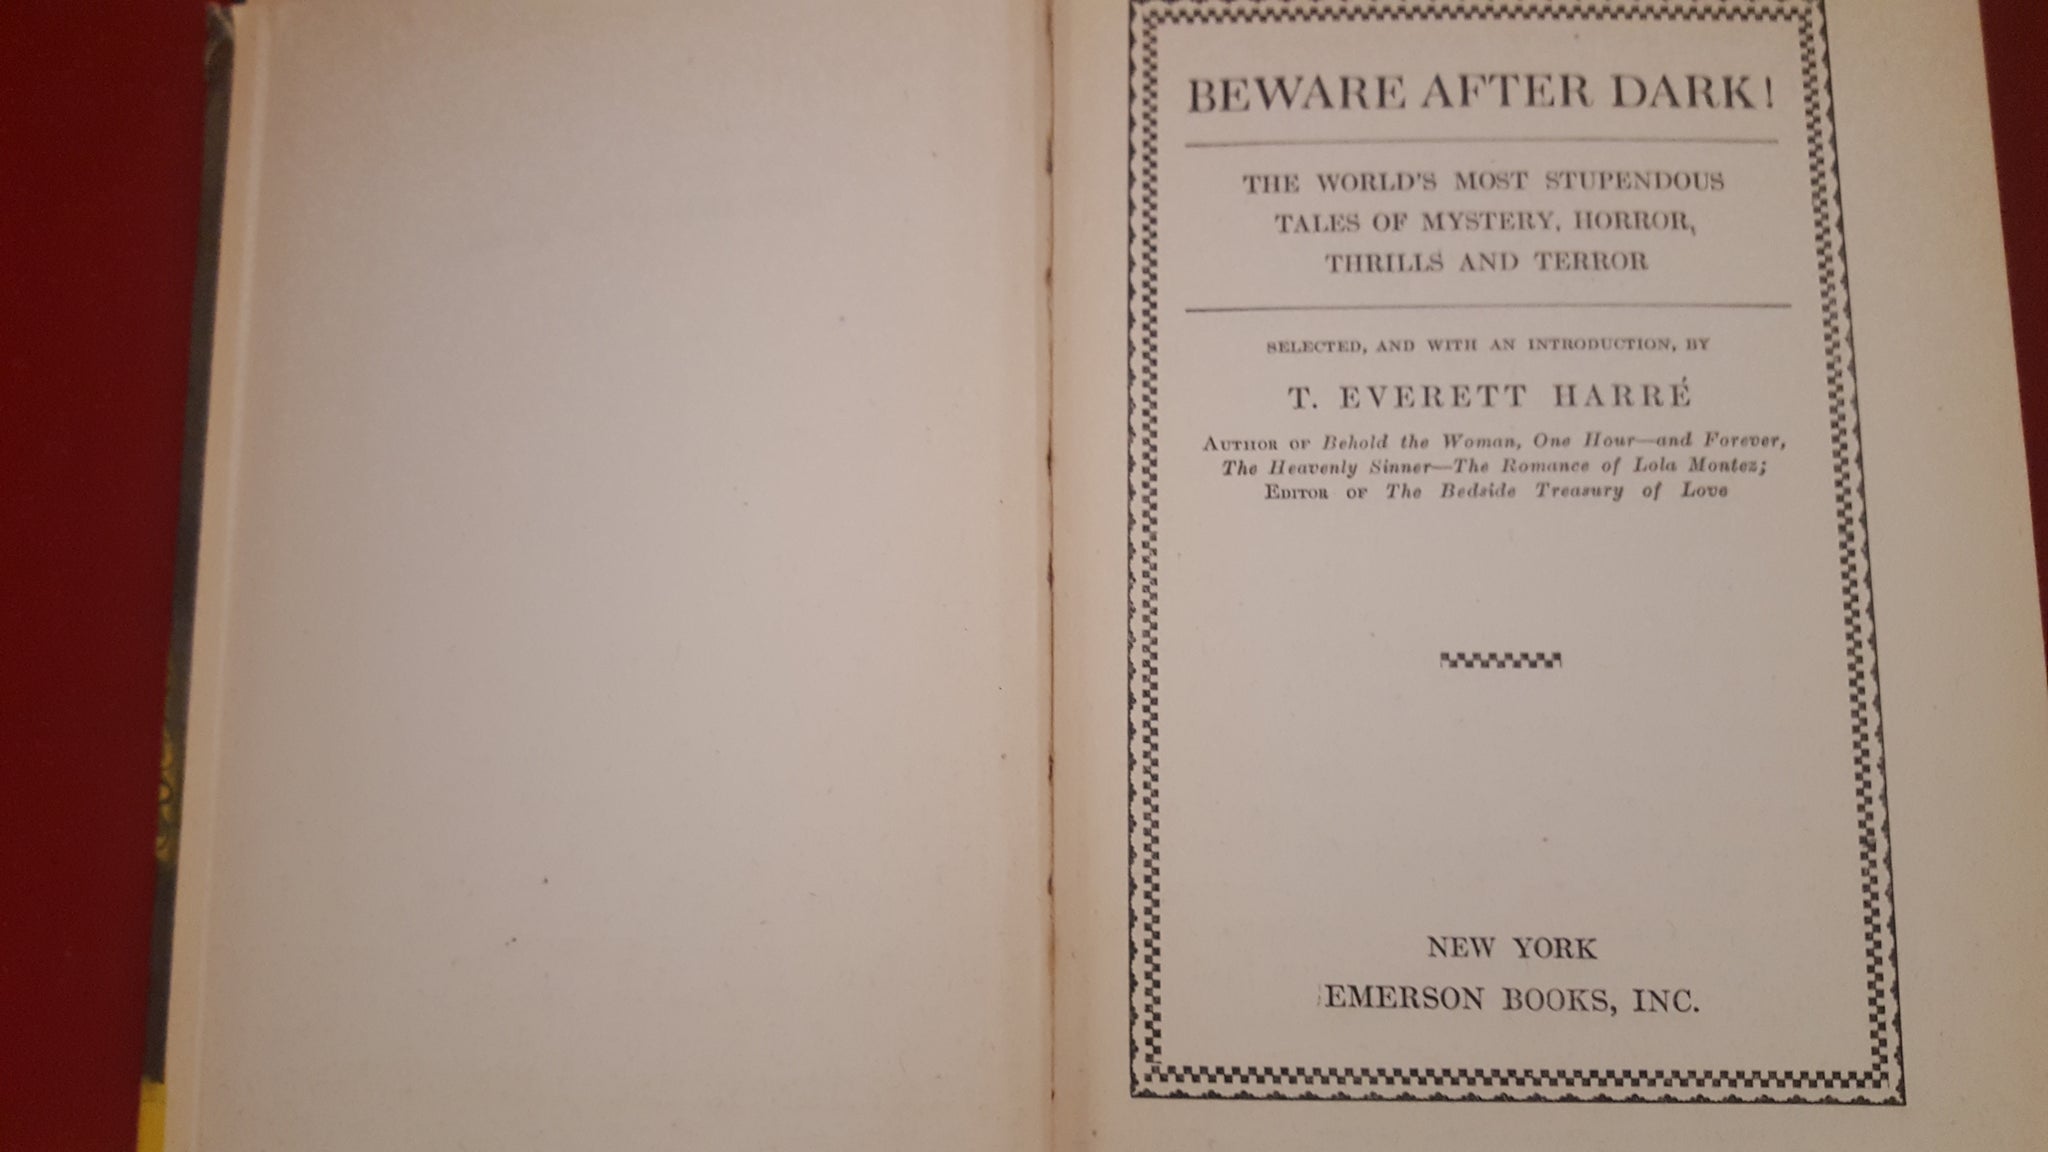 BEWARE AFTER DARK!
THE WORLD'S MOST STUPENDOUS
TALES OF MYSTERY, HORROR,
THRILLS AND TERROR
SELECTED, AND WITH AN INTRODUCTION, BY
T. EVERETT HARRÉ
AUTHOR OF Behold the Woman, One Hour—and Forever,
The Heavenly Sinner—The Romance of Lola Montez;
EDITOR OF The Bedside Treasury of Love
NEW YORK
EMERSON BOOKS, INC.